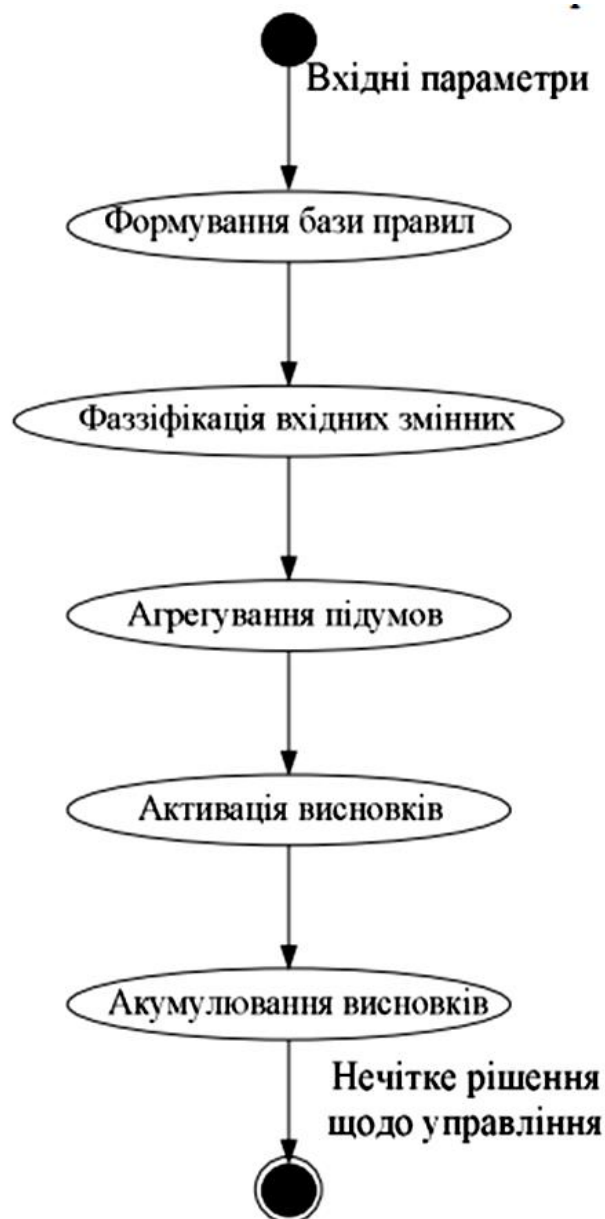 Вхідні параметри
Формування бази правил
Фаззіфікація вхідних змінних
Агрегування підумов
Активація висновків
Акумулювання висновків
Нечітке рішення
щодо управління